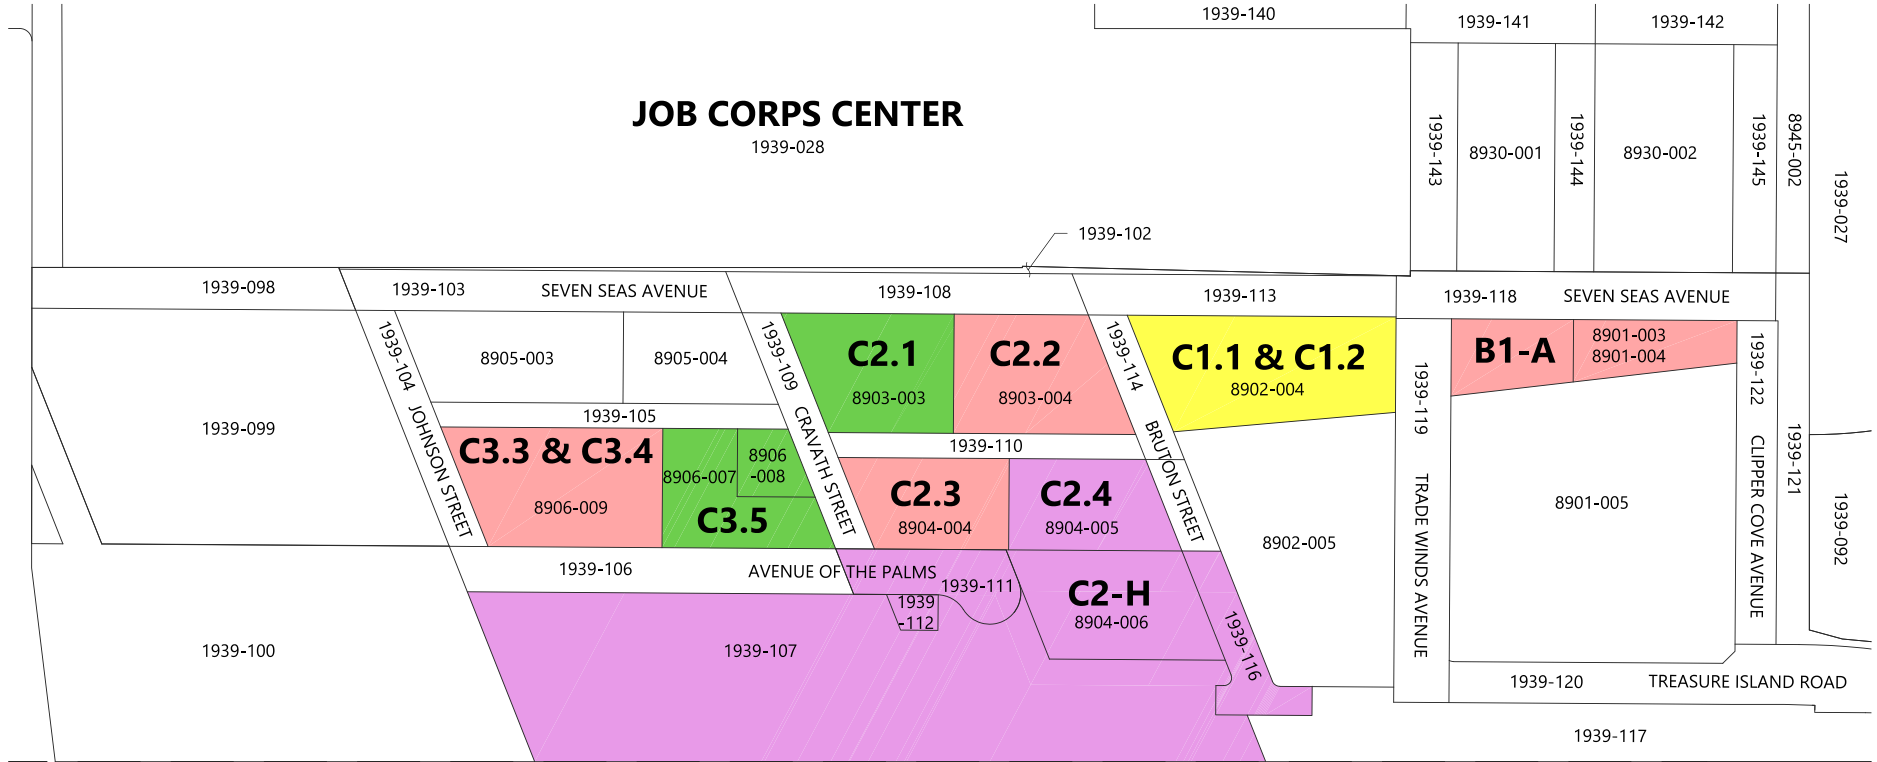 1939-140
1939-141
1939-142
JOB CORPS CENTER
1939-028
1939-143
8930-001
1939-144
8930-002
1939-145
8945-002
1939-027
1939-102
1939-098
1939-103
SEVEN SEAS AVENUE
1939-108
1939-113
1939-118
SEVEN SEAS AVENUE
1939-104 JOHNSON STREET
8905-003
8905-004
1939-109 CRAVATH STREET
C2.1
8903-003
C2.2
8903-004
1939-114 BRUTON STREET
C1.1 & C1.2
8902-004
1939-119 TRADE WINDS AVENUE
B1-A
8901-003
8901-004
1939-122 CLIPPER COVE AVENUE
1939-121
1939-092
1939-099
1939-105
1939-110
C3.3 & C3.4
8906-009
8906-007
8906
-008
C3.5
C2.3
8904-004
C2.4
8904-005
8902-005
8901-005
1939-106
AVENUE OF THE PALMS
1939-111
1939
-112
C2-H
8904-006
1939-116
1939-100
1939-107
1939-120
TREASURE ISLAND ROAD
1939-117